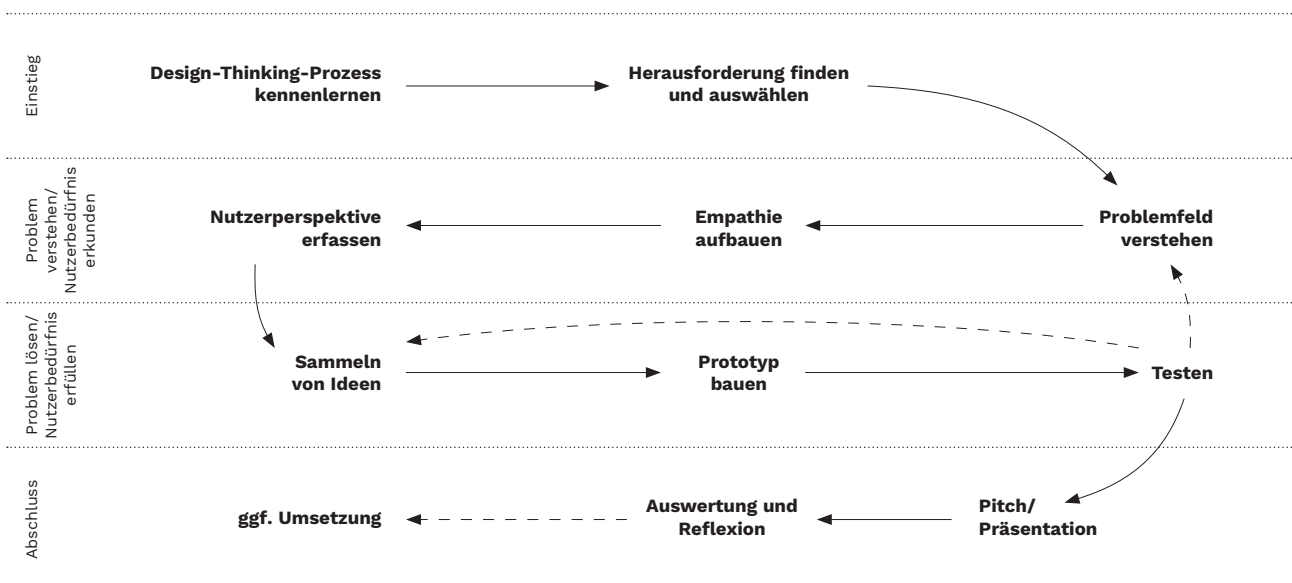 Einstieg
Design-Thinking-Prozess
kennenlernen
Herausforderung finden
und auswählen
Problem
verstehen/
Nutzerbedürfnis
erkunden
Nutzerperspektive
erfassen
Empathie
aufbauen
Problemfeld
verstehen
Problem lösen/
Nutzerbedürfnis
erfüllen
Sammeln
von Ideen
Prototyp
bauen
Testen
Abschluss
ggf. Umsetzung
Auswertung und
Reflexion
Pitch/
Präsentation